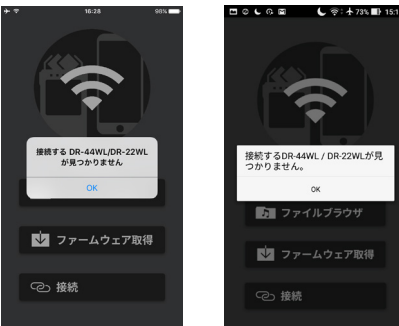 16:28
98%
接続する DR-44WL/DR-22WL
が見つかりません
OK
ファームウェア取得
接続
73%
15:1
接続するDR-44WL / DR-22WLが見
つかりません。
OK
ファイルブラウザ
ファームウェア取得
接続